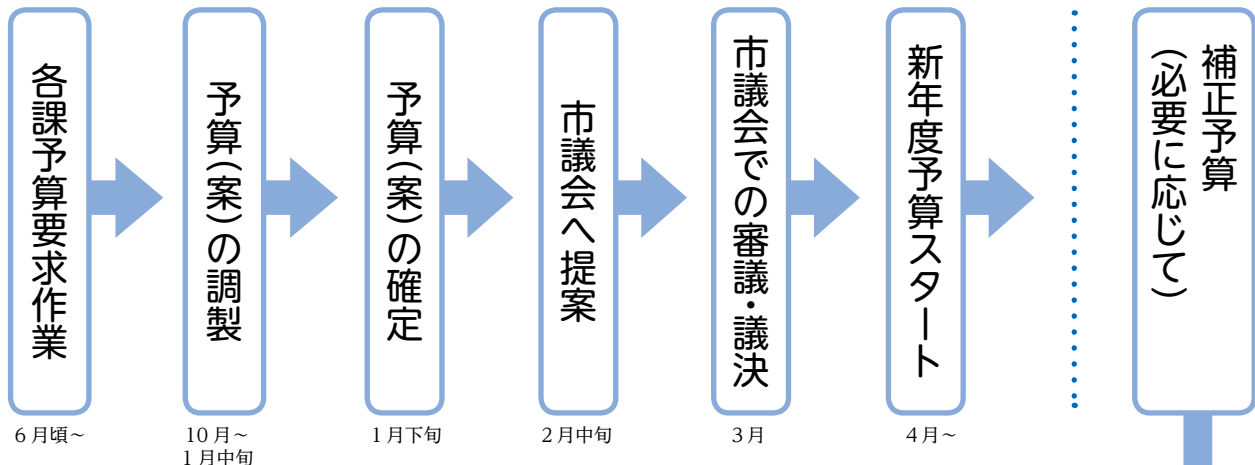 各課予算要求作業
6月頃~
予算(案)の調製
10月~
1月中旬
予算(案)の確定
1月下旬
市議会へ提案
2月中旬
市議会での審議・議決
3月
新年度予算スタート
4月~
補正予算
(必要に応じて)